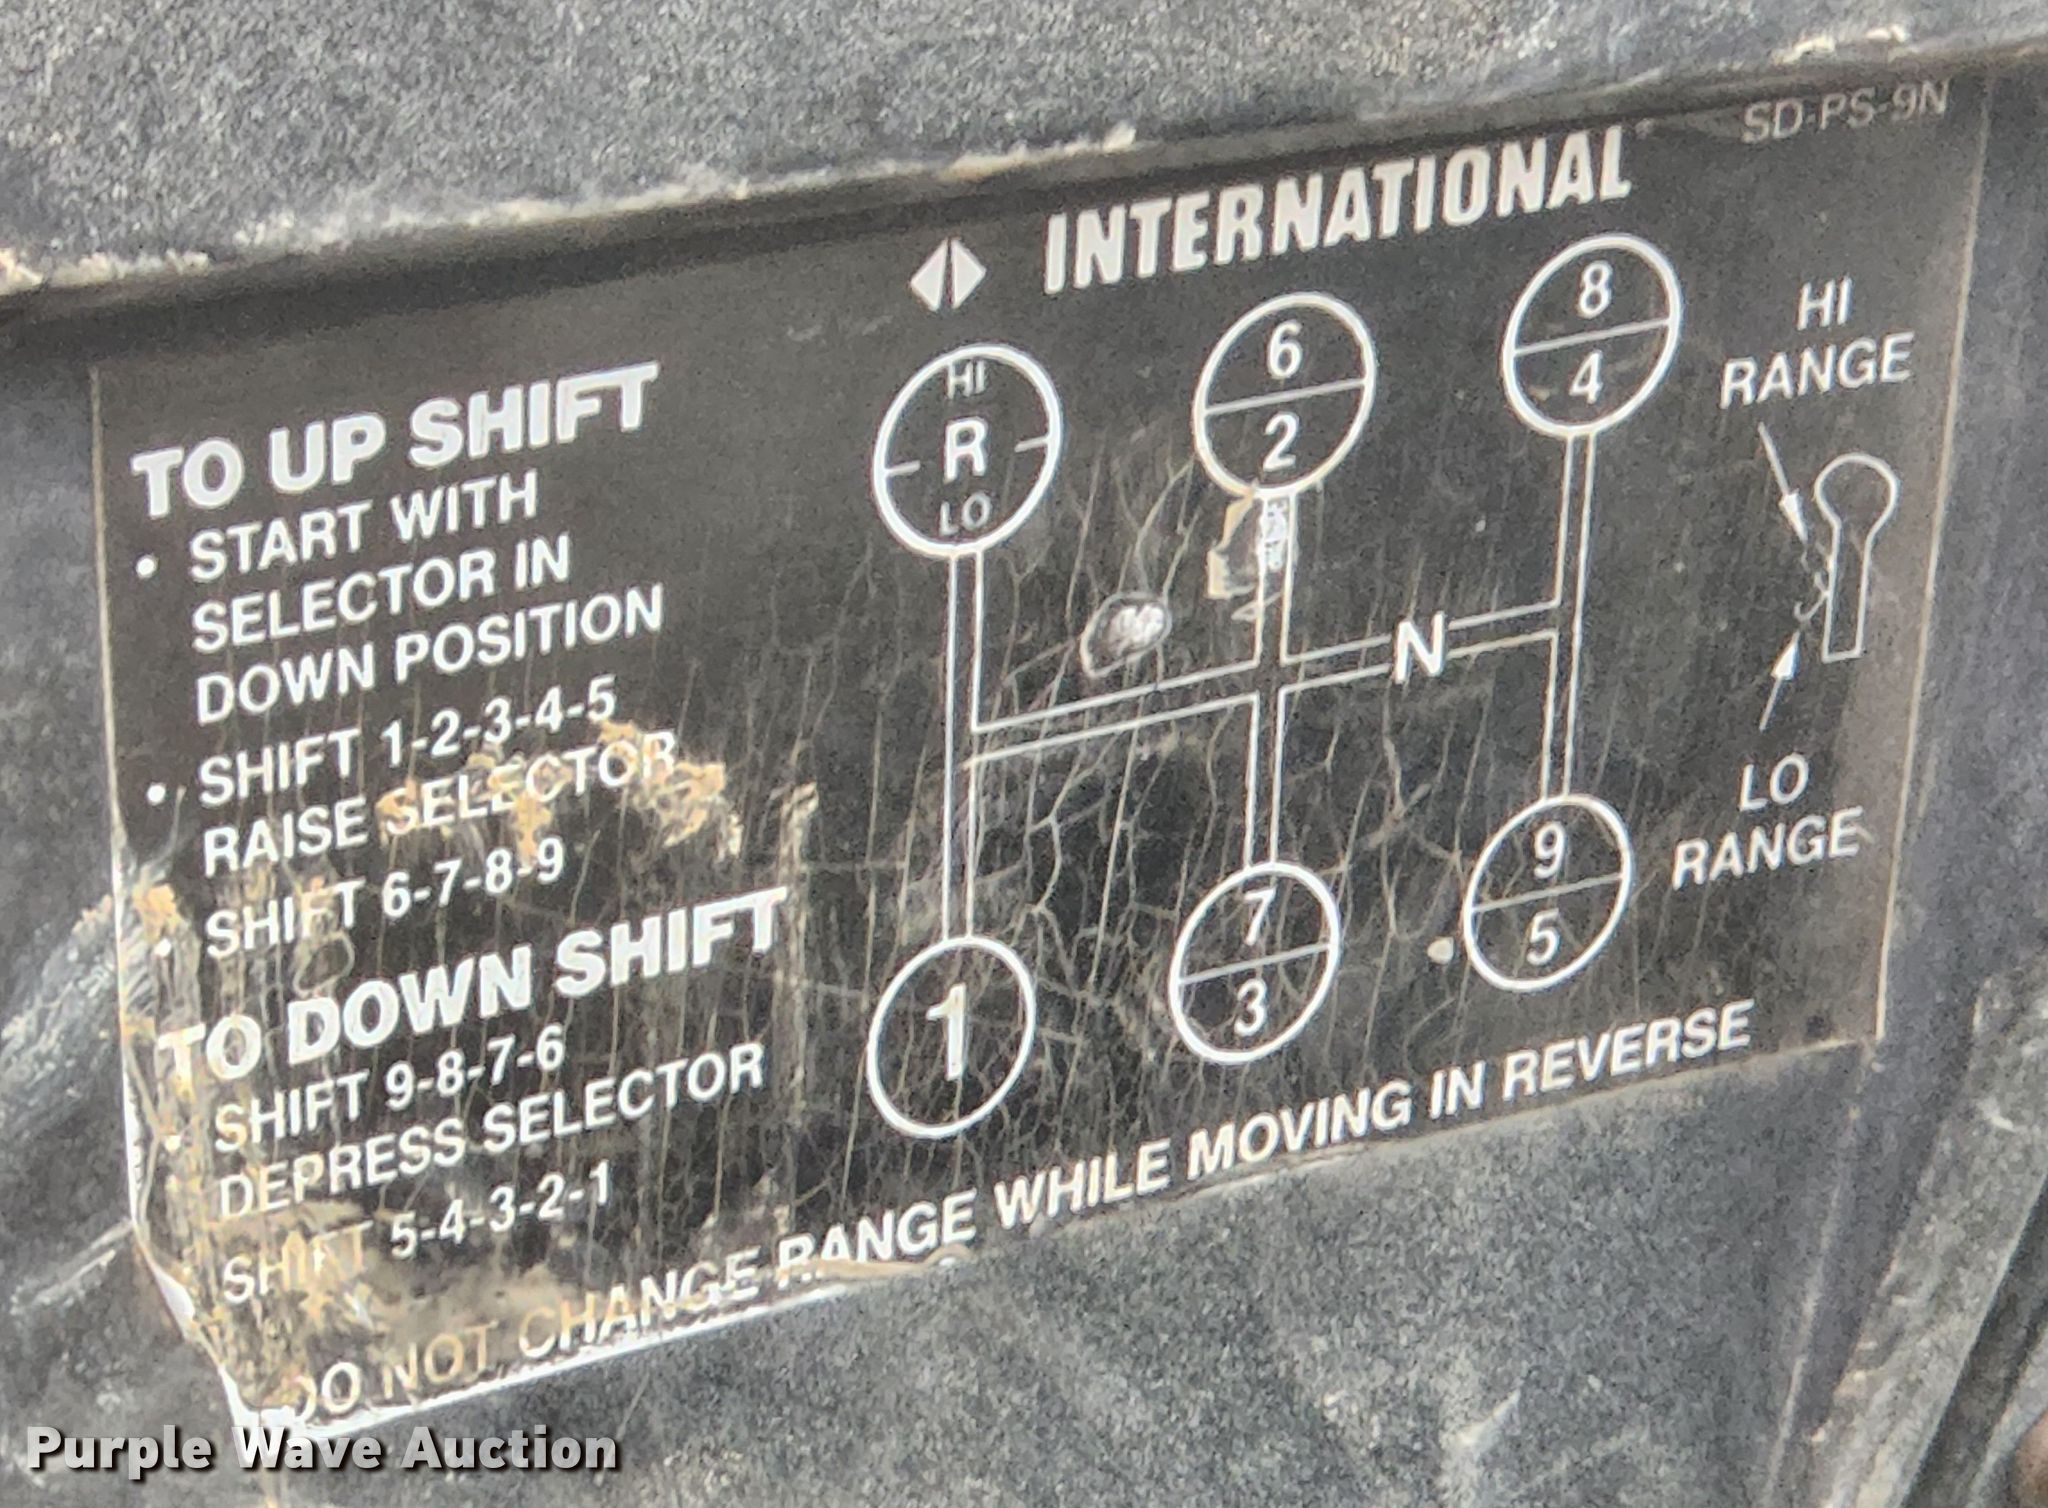 SD-PS-9N
INTERNATIONAL
TO UP SHIFT
• START WITH
SELECTOR IN
DOWN POSITION
• SHIFT 1-2-3-4-5
RAISE SELECTOR
• SHIFT 6-7-8-9
TO DOWN SHIFT
• SHIFT 9-8-7-6
DEPRESS SELECTOR
SHIFT 5-4-3-2-1
HI
R
LO
6
2
8
4
N
1
7
3
9
5
HI
RANGE
LO
RANGE
DO NOT CHANGE RANGE WHILE MOVING IN REVERSE
Purple Wave Auction